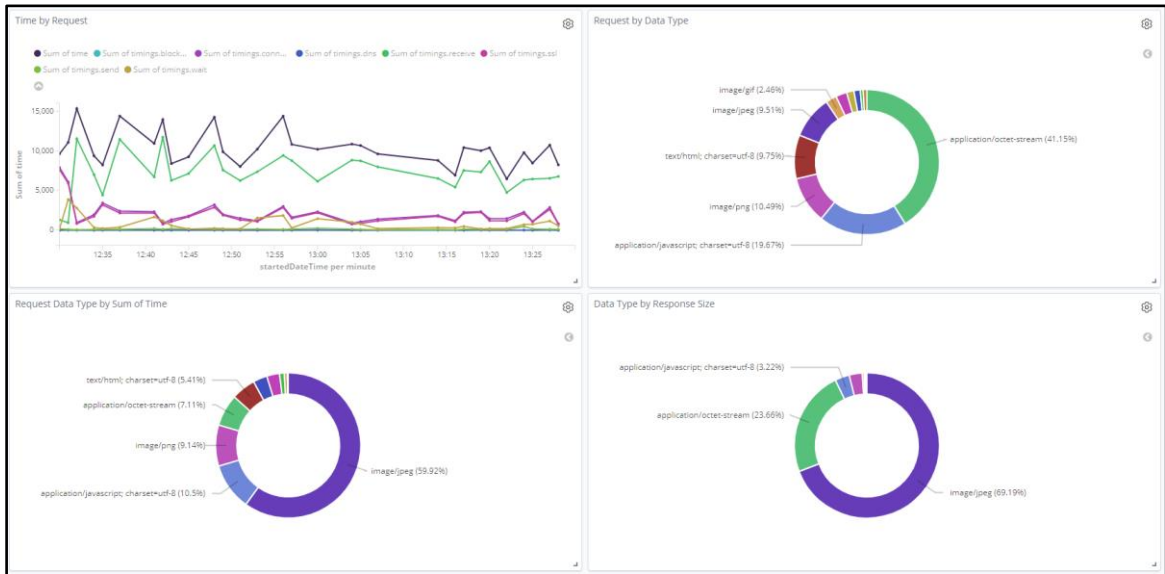 Time by Request
Sum of time Sum of timings.block... Sum of timings.conn... Sum of timings.dns Sum of timings.receive Sum of timings.ssl
Sum of timings.send Sum of timings.wait
15,000
10,000
5,000
0
Sum of time
12:35 12:40 12:45 12:50 12:55 13:00 13:05 13:10 13:15 13:20 13:25
startedDateTime per minute
Request by Data Type
image/gif (2.46%)
image/jpeg (9.51%)
text/html; charset=utf-8 (9.75%)
image/png (10.49%)
application/javascript; charset=utf-8 (19.67%)
application/octet-stream (41.15%)
Request Data Type by Sum of Time
text/html; charset=utf-8 (5.41%)
application/octet-stream (7.11%)
image/png (9.14%)
application/javascript; charset=utf-8 (10.5%)
image/jpeg (59.92%)
Data Type by Response Size
application/javascript; charset=utf-8 (3.22%)
application/octet-stream (23.66%)
image/jpeg (69.19%)